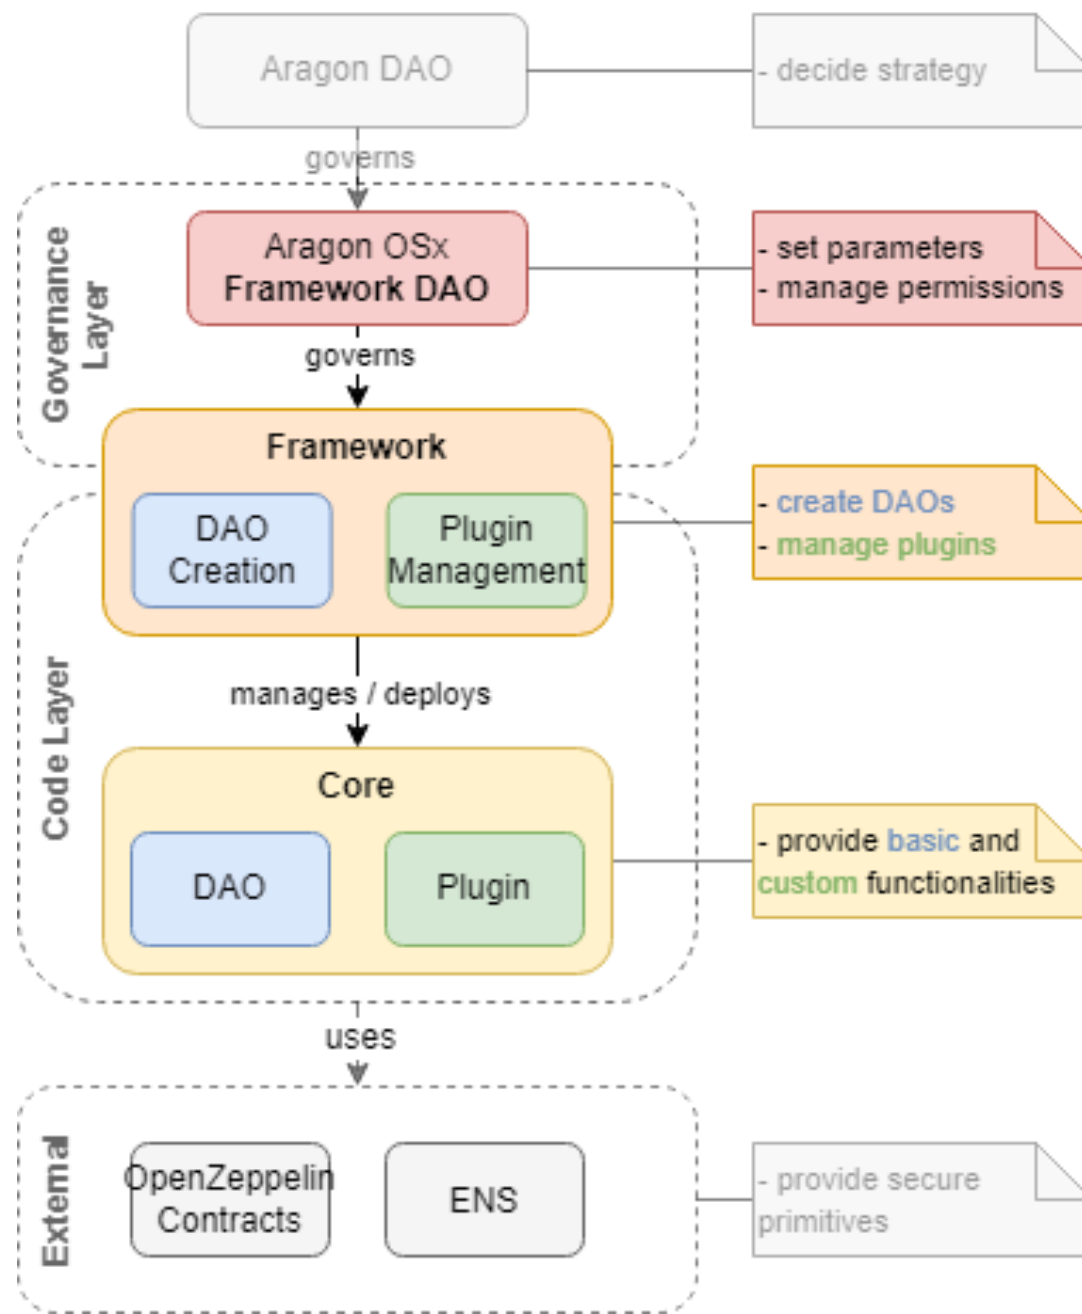 Aragon DAO
- decide strategy
governs
Governance
Layer
Aragon OSx
Framework DAO
- set parameters
- manage permissions
governs
Framework
DAO
Creation
Plugin
Management
- create DAOs
- manage plugins
Code Layer
manages / deploys
Core
DAO
Plugin
- provide basic and
custom functionalities
uses
External
OpenZeppelin
Contracts
ENS
- provide secure
primitives